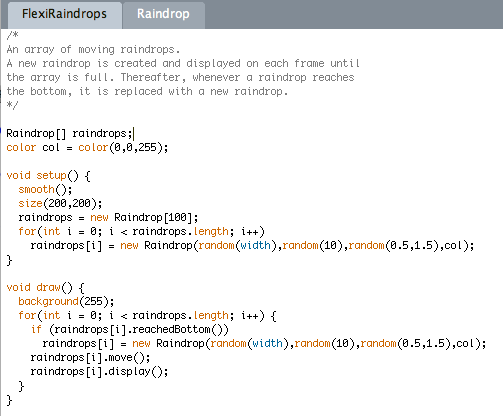 FlexiRaindrops Raindrop
/*
An array of moving raindrops.
A new raindrop is created and displayed on each frame until
the array is full. Thereafter, whenever a raindrop reaches
the bottom, it is replaced with a new raindrop.
*/
Raindrop[] raindrops;
color col = color(0,0,255);
void setup() {
smooth();
size(200,200);
raindrops = new Raindrop[100];
for(int i = 0; i < raindrops.length; i++)
raindrops[i] = new Raindrop(random(width),random(10),random(0.5,1.5),col);
}
void draw() {
background(255);
for(int i = 0; i < raindrops.length; i++) {
if (raindrops[i].reachedBottom())
raindrops[i] = new Raindrop(random(width),random(10),random(0.5,1.5),col);
raindrops[i].move();
raindrops[i].display();
}
}